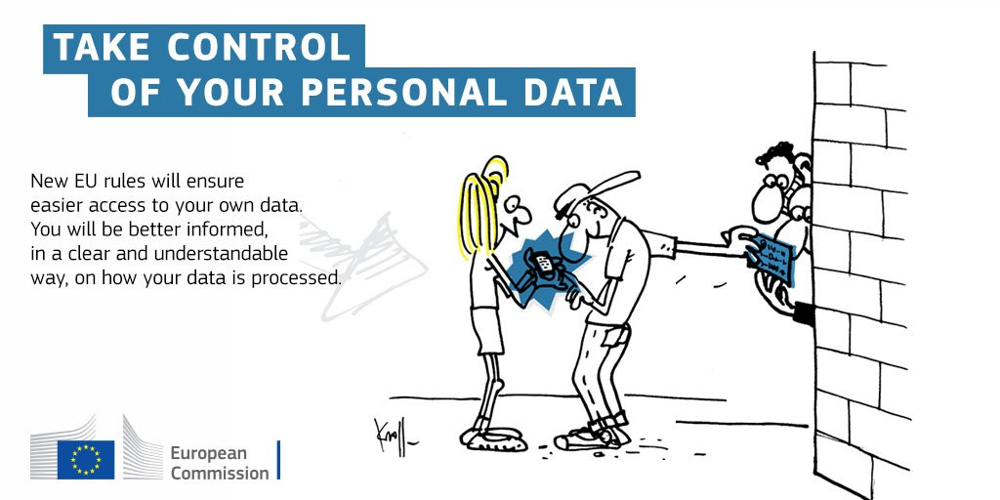 TAKE CONTROL
OF YOUR PERSONAL DATA
New EU rules will ensure
easier access to your own data.
You will be better informed,
in a clear and understandable
way, on how your data is processed.
Kroll
European
Commission